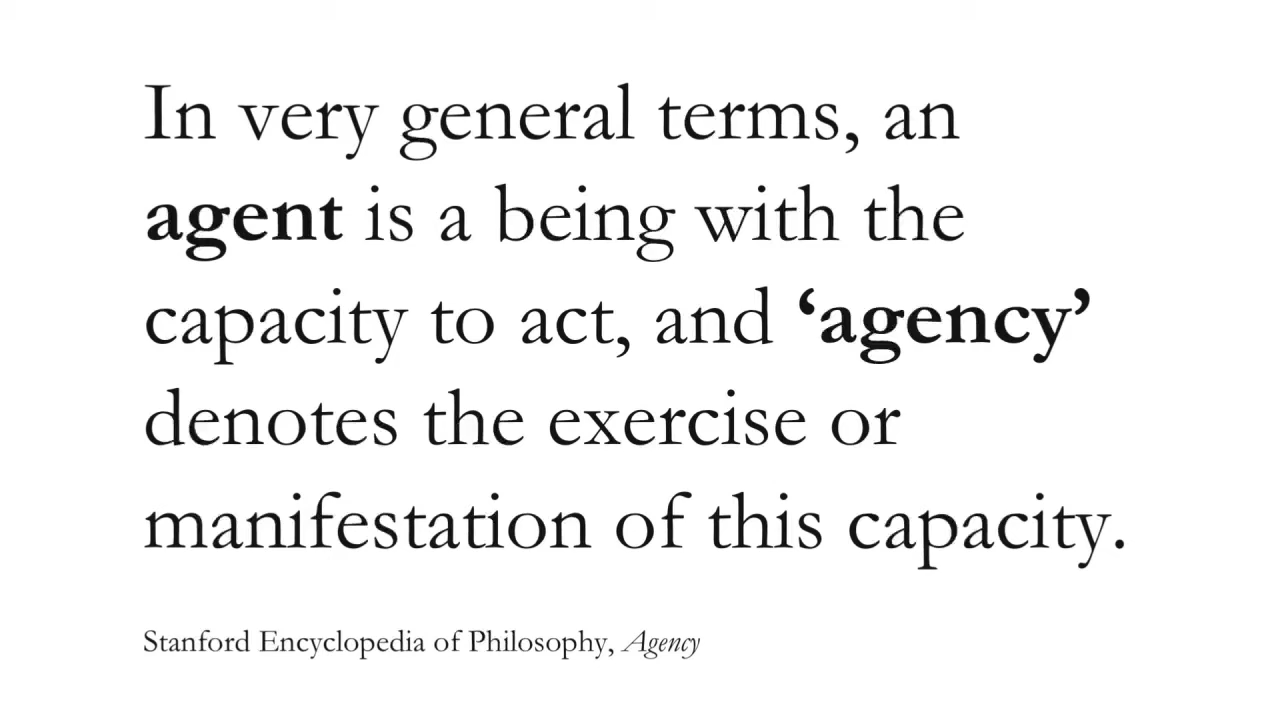 In very general terms, an
agent is a being with the
capacity to act, and ‘agency’
denotes the exercise or
manifestation of this capacity.
Stanford Encyclopedia of Philosophy, Agency